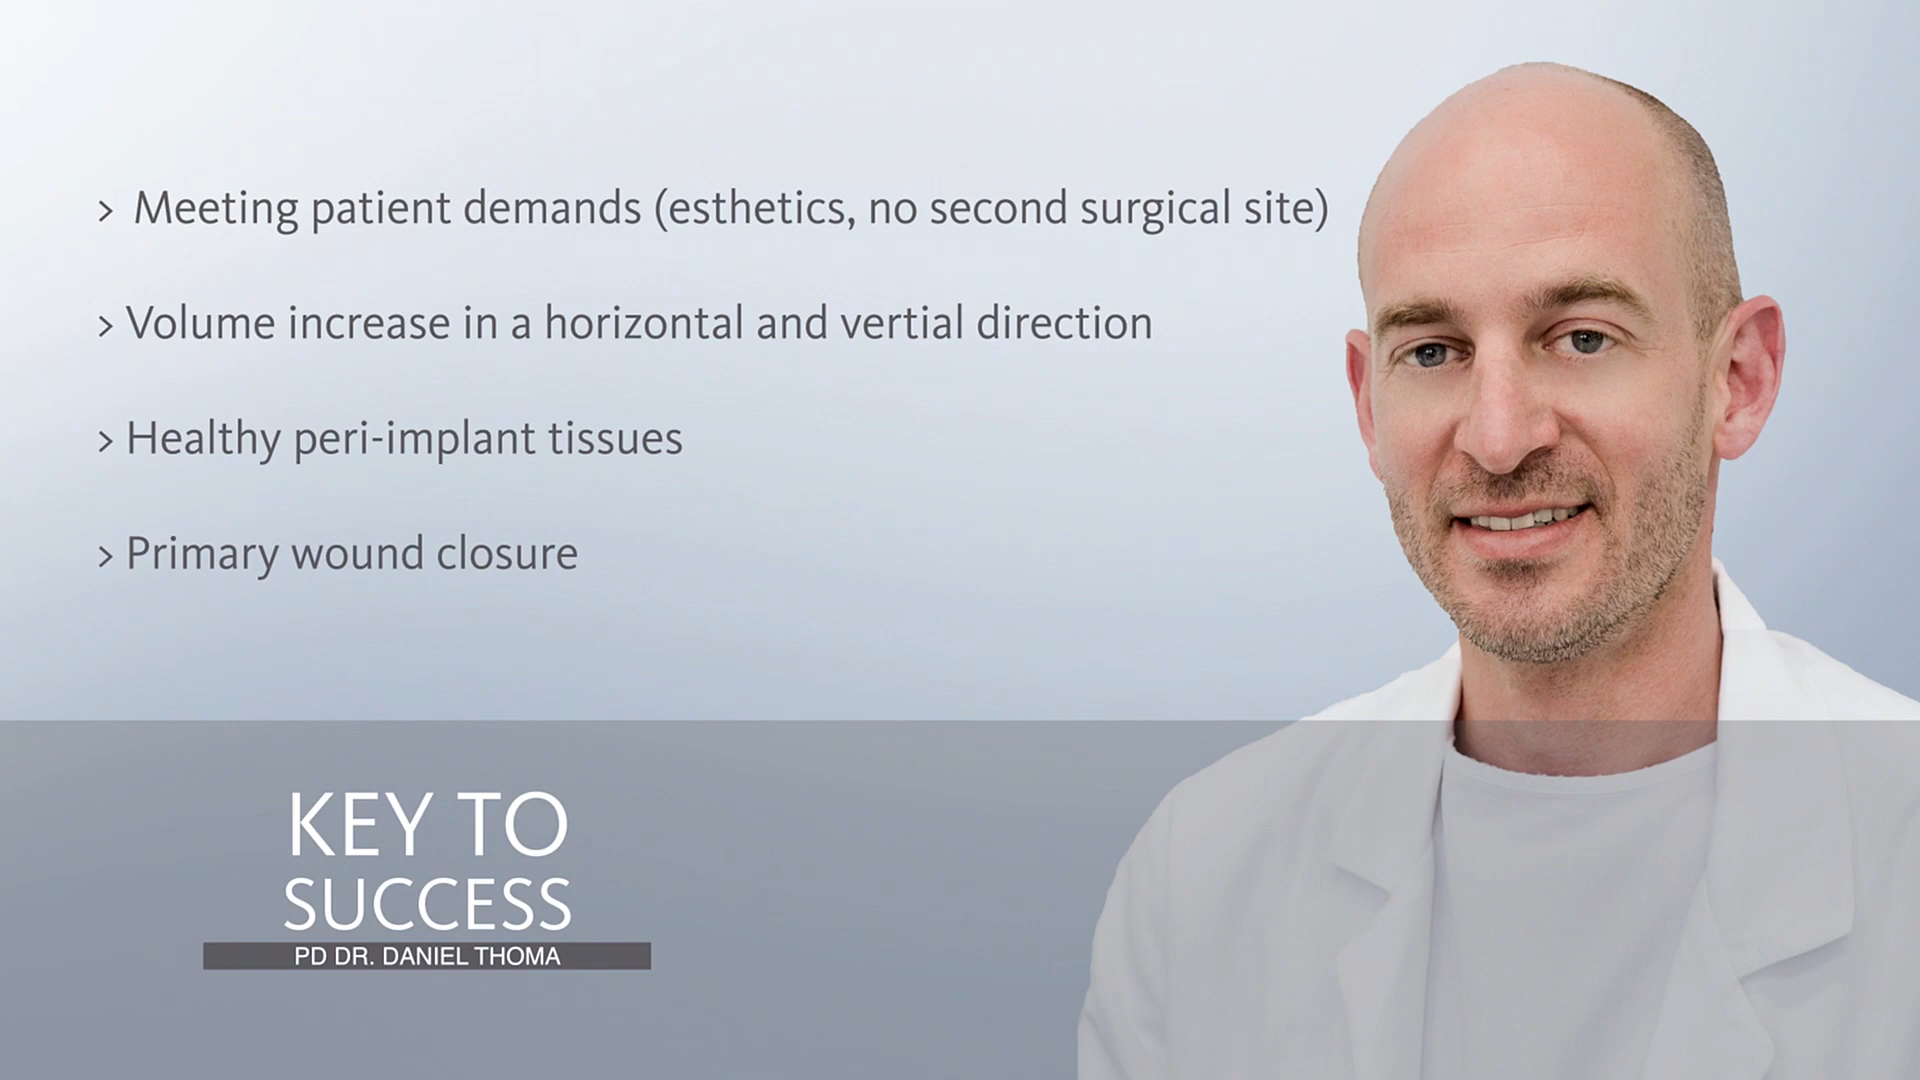 > Meeting patient demands (esthetics, no second surgical site)
> Volume increase in a horizontal and vertial direction
> Healthy peri-implant tissues
> Primary wound closure
KEY TO
SUCCESS
PD DR. DANIEL THOMA